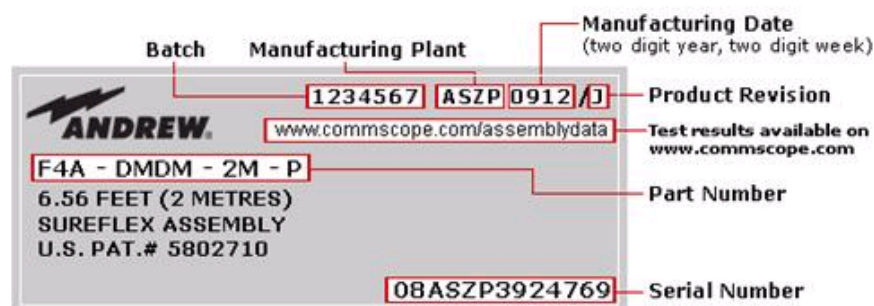 Manufacturing Date
(two digit year, two digit week)
Batch Manufacturing Plant
1234567 ASZP 0912 /J Product Revision
ANDREW.
www.commscope.com/assemblydata Test results available on
www.commscope.com
F4A - DMDM - 2M - P
Part Number
6.56 FEET (2 METRES)
SUREFLEX ASSEMBLY
U.S. PAT.# 5802710
08ASZP3924769 Serial Number